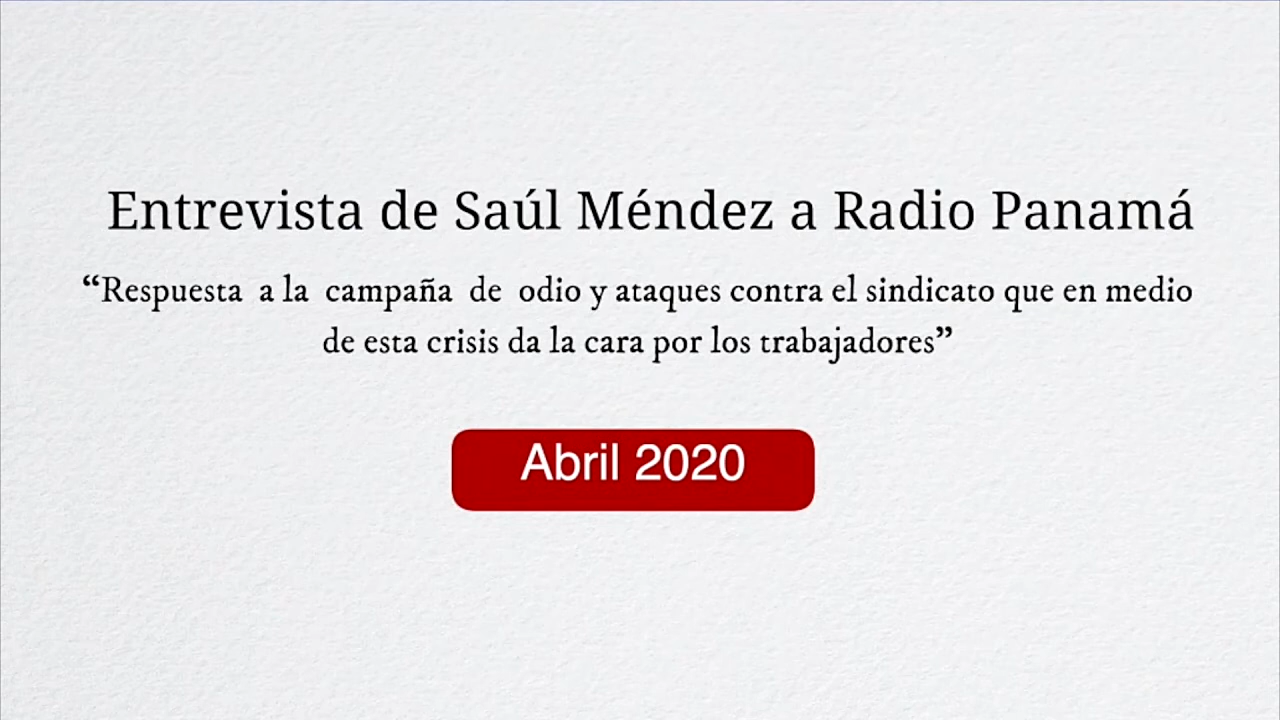 Entrevista de Saúl Méndez a Radio Panamá
“Respuesta a la campaña de odio y ataques contra el sindicato que en medio
de esta crisis da la cara por los trabajadores”
Abril 2020